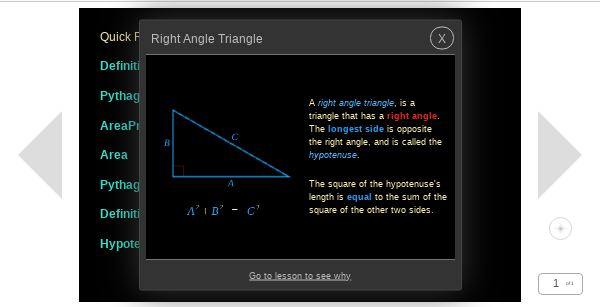 Quick
Right Angle Triangle
X
Definiti
Pythag
AreaPr
Area
Pythag
Definiti
Hypote
B
C
A
A² + B² = C²
A right angle triangle, is a
triangle that has a right angle.
The longest side is opposite
the right angle, and is called the
hypotenuse.
The square of the hypotenuse's
length is equal to the sum of the
square of the other two sides.
Go to lesson to see why
1 of 1